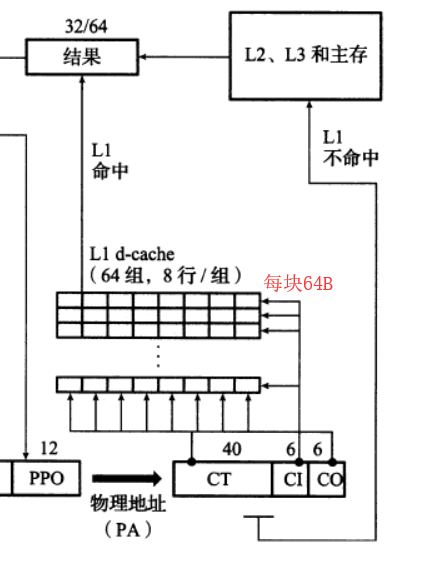 32/64
结果
L2、L3 和主存
L1
命中
L1
不命中
L1 d-cache
(64 组，8 行/组)
每块64B
12
40
6
6
PPO
CT
CI
CO
物理地址
(PA)